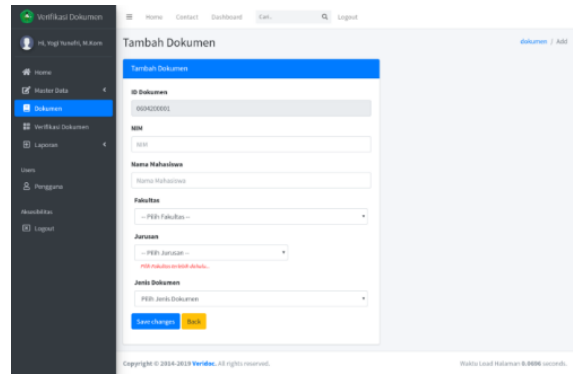 Verifikasi Dokumen
Home Contact Dashboard Cari.. Logout
Hi, Yogi Yunefri, M.Kom
Tambah Dokumen
dokumen / Add
Home
Master Data
Dokumen
Verifikasi Dokumen
Laporan
Users
Pengguna
Logout
Tambah Dokumen
ID Dokumen
NIM
NIM
Nama Mahasiswa
Nama Mahasiswa
Fakultas
-- Pilih Fakultas --
Jurusan
-- Pilih Jurusan --
Pilih Fakultas terlebih dahulu..
Jenis Dokumen
Pilih Jenis Dokumen
Save changes Back
Copyright © 2014-2019 Veridoc. All rights reserved.
Waktu Load Halaman 0.0696 seconds.